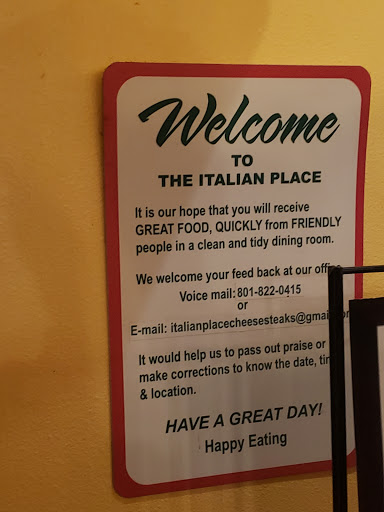 Welcome
TO
THE ITALIAN PLACE
It is our hope that you will receive
GREAT FOOD, QUICKLY from FRIENDLY
people in a clean and tidy dining room.
We welcome your feed back at our
Voice mail: 801-822-0415
or
E-mail:
It would help us to pass out praise or
make corrections to know the date,
& location.
HAVE A GREAT DAY!
Happy Eating